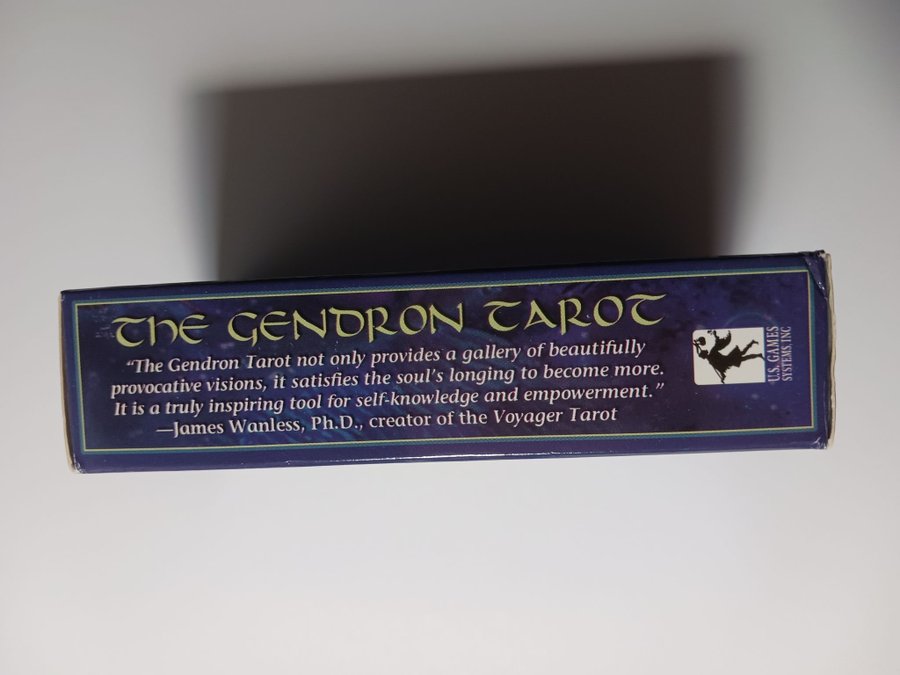 THE GENDRON TAROT
“The Gendron Tarot not only provides a gallery of beautifully
provocative visions, it satisfies the soul’s longing to become more.
It is a truly inspiring tool for self-knowledge and empowerment.”
—James Wanless, Ph.D., creator of the Voyager Tarot
U.S. GAMES
SYSTEMS INC